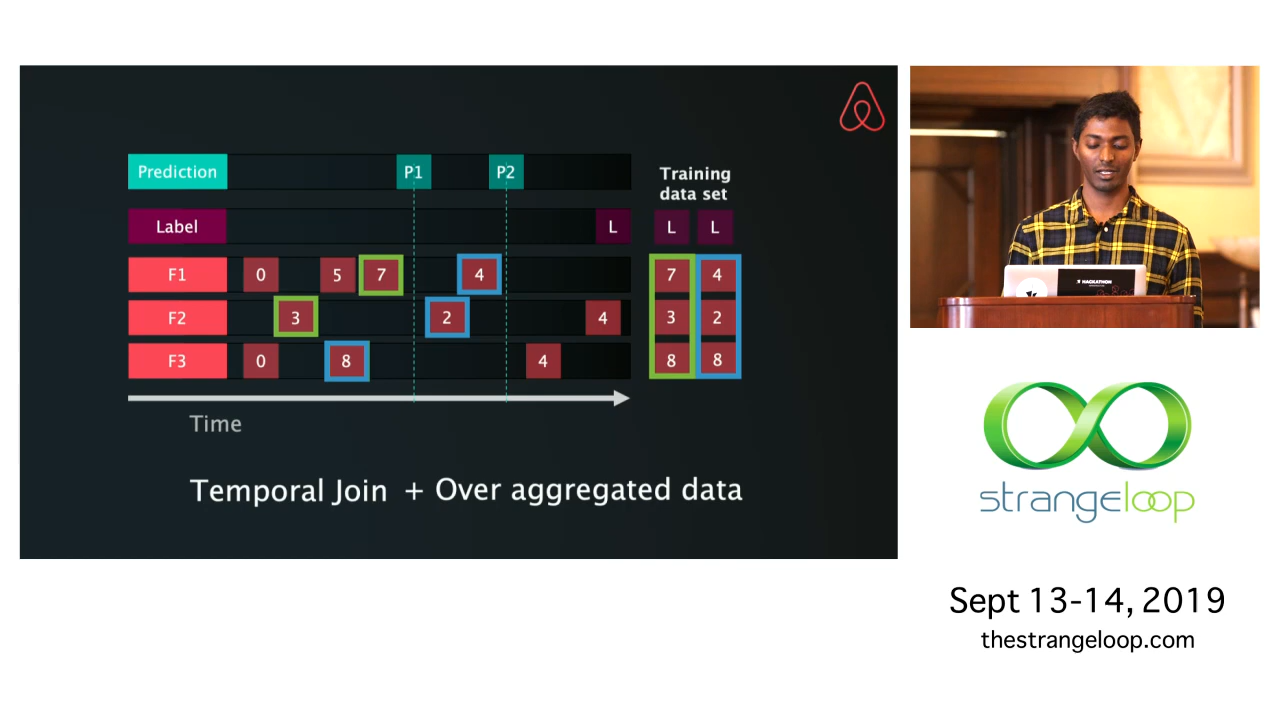 Prediction P1 P2
Training
data set
Label L L L
F1 0 5 7 4 7 4
F2 3 2 4 3 2
F3 0 8 4 8 8
Time
Temporal Join + Over aggregated data
HACKATHON
strangeloop
Sept 13-14, 2019
thestrangeloop.com